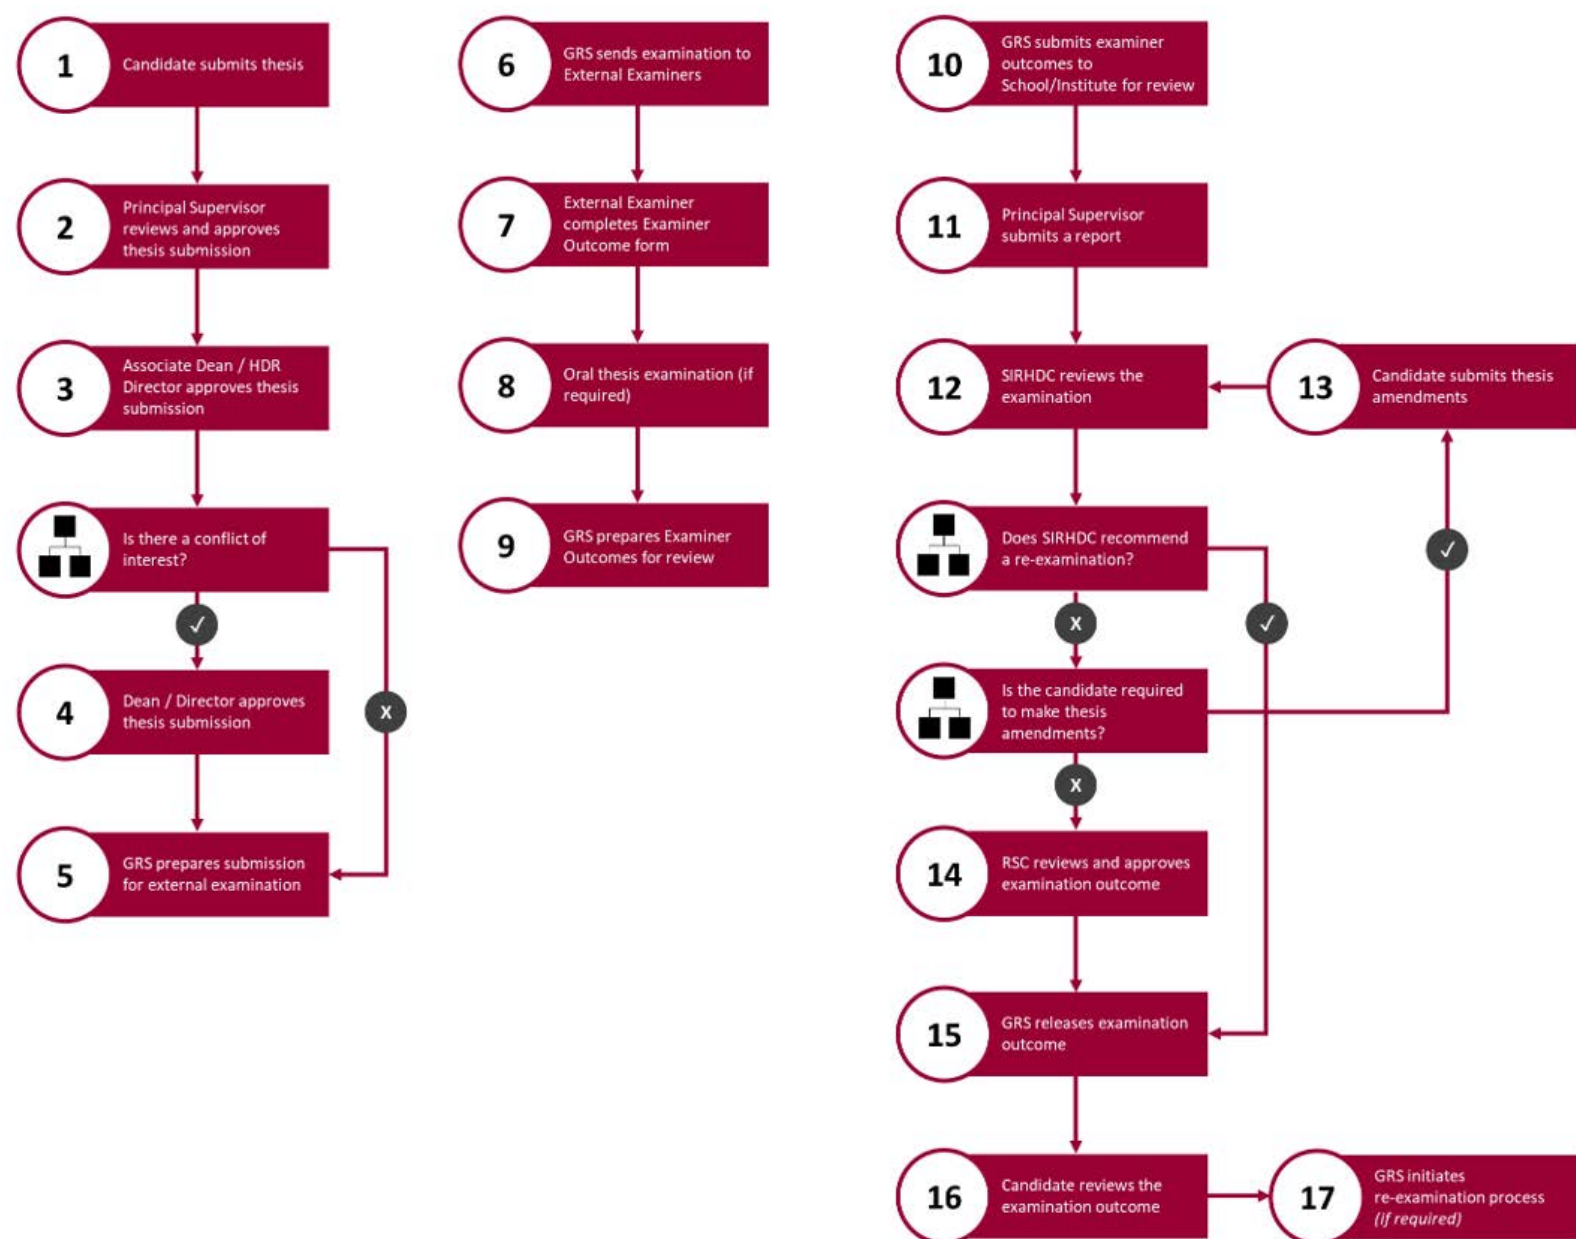 1
Candidate submits thesis
2
Principal Supervisor
reviews and approves
thesis submission
3
Associate Dean / HDR
Director approves thesis
submission
Is there a conflict of
interest?
✓
X
4
Dean / Director approves
thesis submission
5
GRS prepares submission
for external examination
6
GRS sends examination to
External Examiners
7
External Examiner
completes Examiner
Outcome form
8
Oral thesis examination (if
required)
9
GRS prepares Examiner
Outcomes for review
10
GRS submits examiner
outcomes to
School/Institute for review
11
Principal Supervisor
submits a report
12
SIRHDC reviews the
examination
13
Candidate submits thesis
amendments
Does SIRHDC recommend
a re-examination?
✓
X
✓
Is the candidate required
to make thesis
amendments?
X
14
RSC reviews and approves
examination outcome
15
GRS releases examination
outcome
16
Candidate reviews the
examination outcome
17
GRS initiates
re-examination process
(if required)